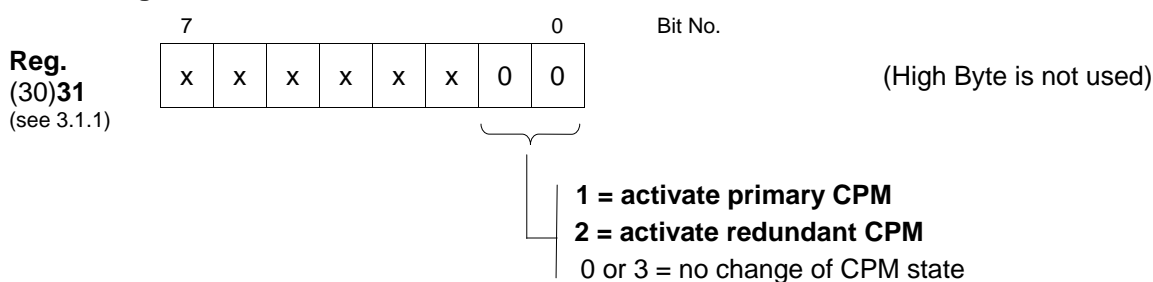 7 0 Bit No.
Reg. x x x x x x 0 0 (High Byte is not used)
(30)31
(see 3.1.1)
1 = activate primary CPM
2 = activate redundant CPM
0 or 3 = no change of CPM state